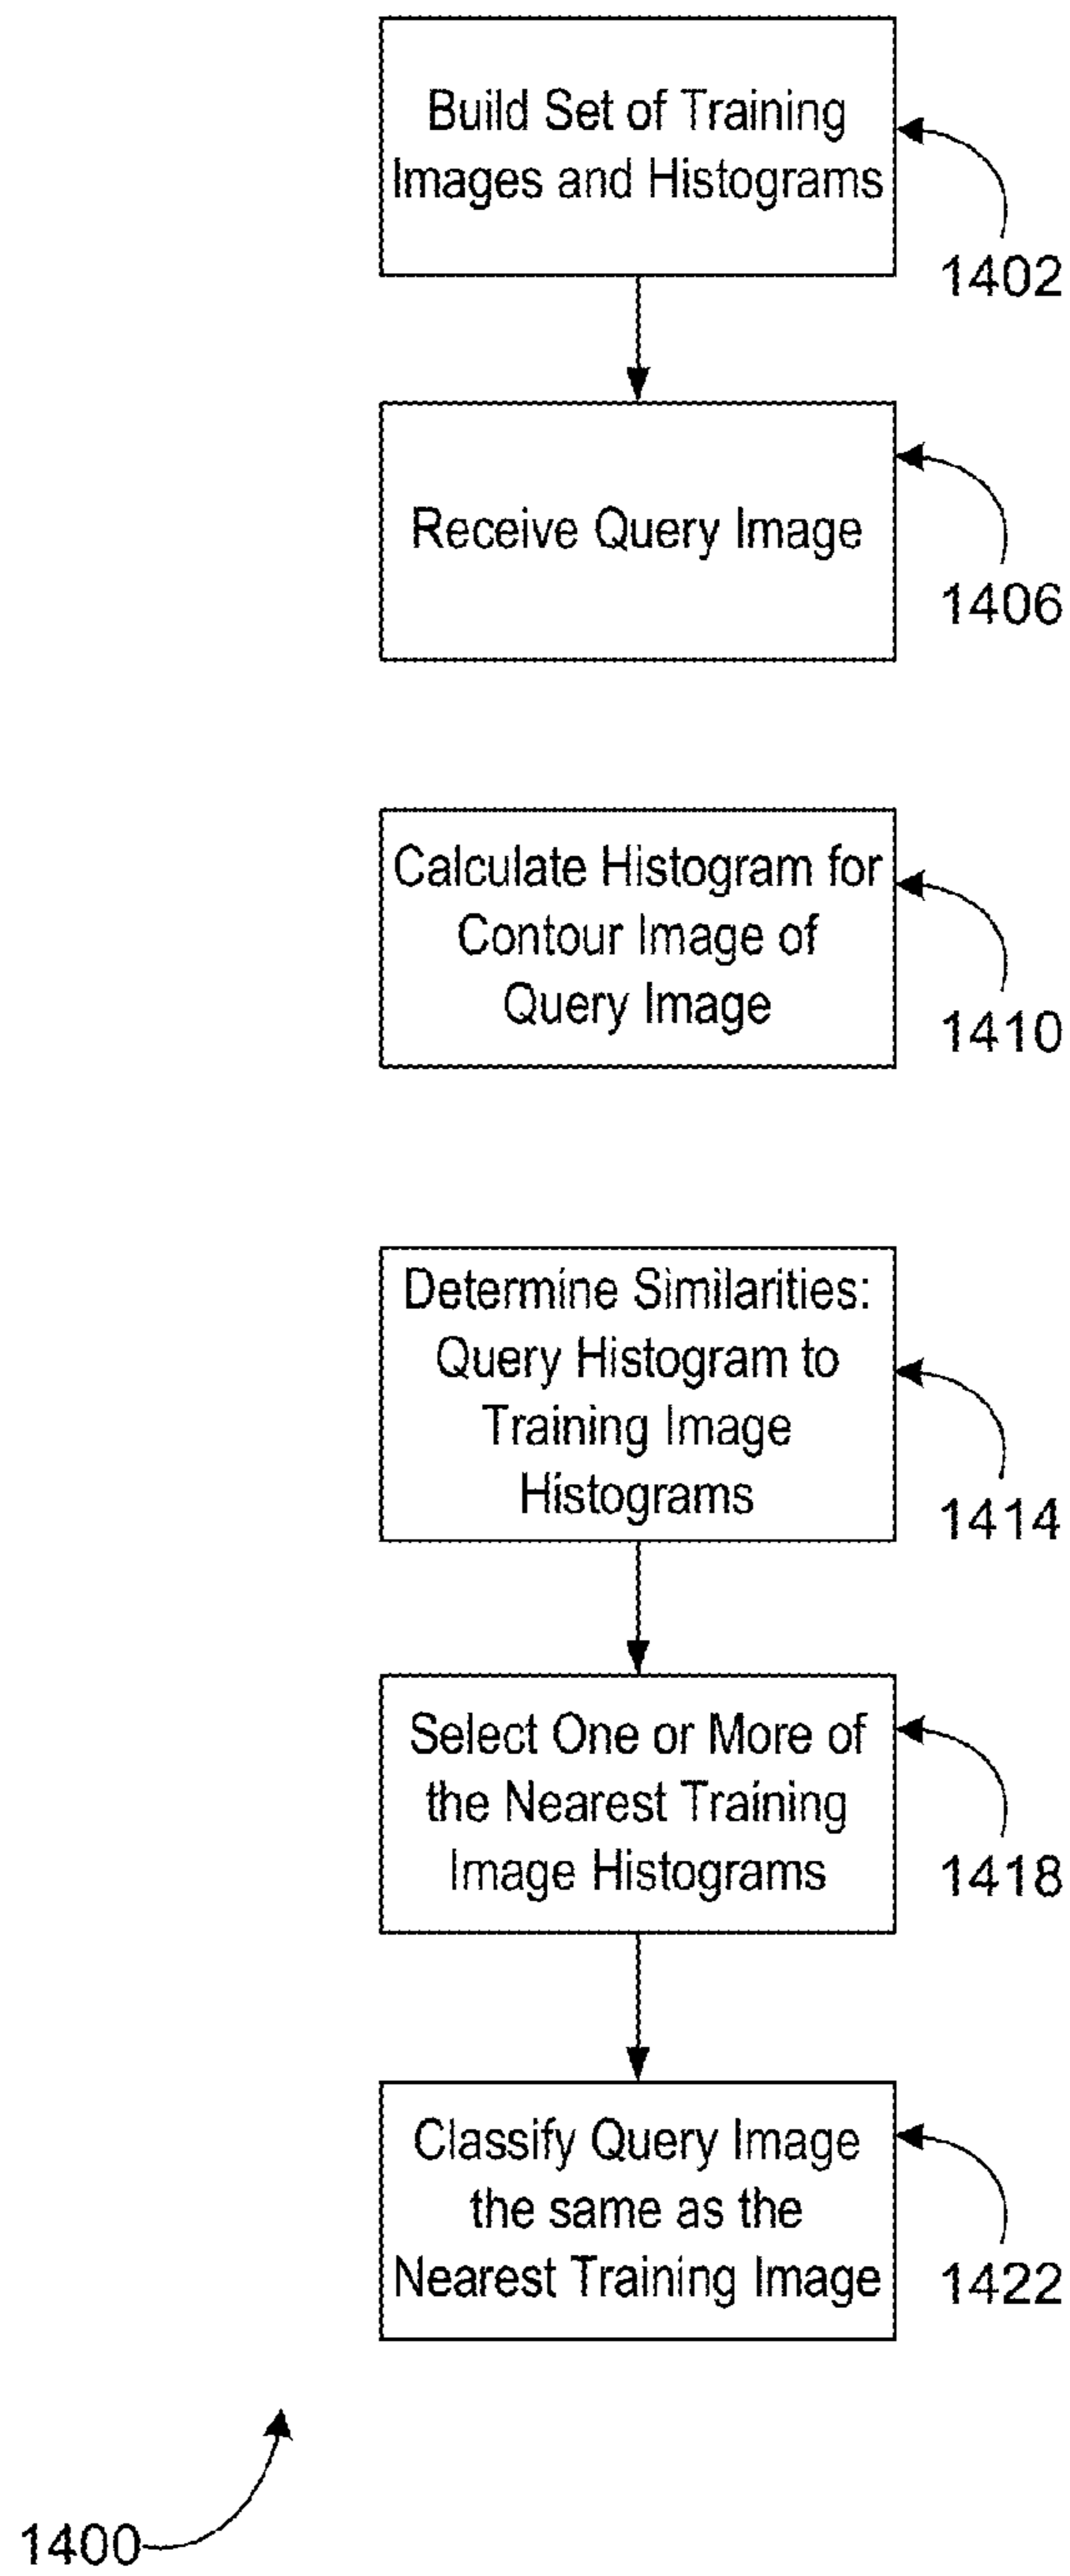 Build Set of Training
Images and Histograms
1402
Receive Query Image
1406
Calculate Histogram for
Contour Image of
Query Image
1410
Determine Similarities:
Query Histogram to
Training Image
Histograms
1414
Select One or More of
the Nearest Training
Image Histograms
1418
Classify Query Image
the same as the
Nearest Training Image
1422
1400